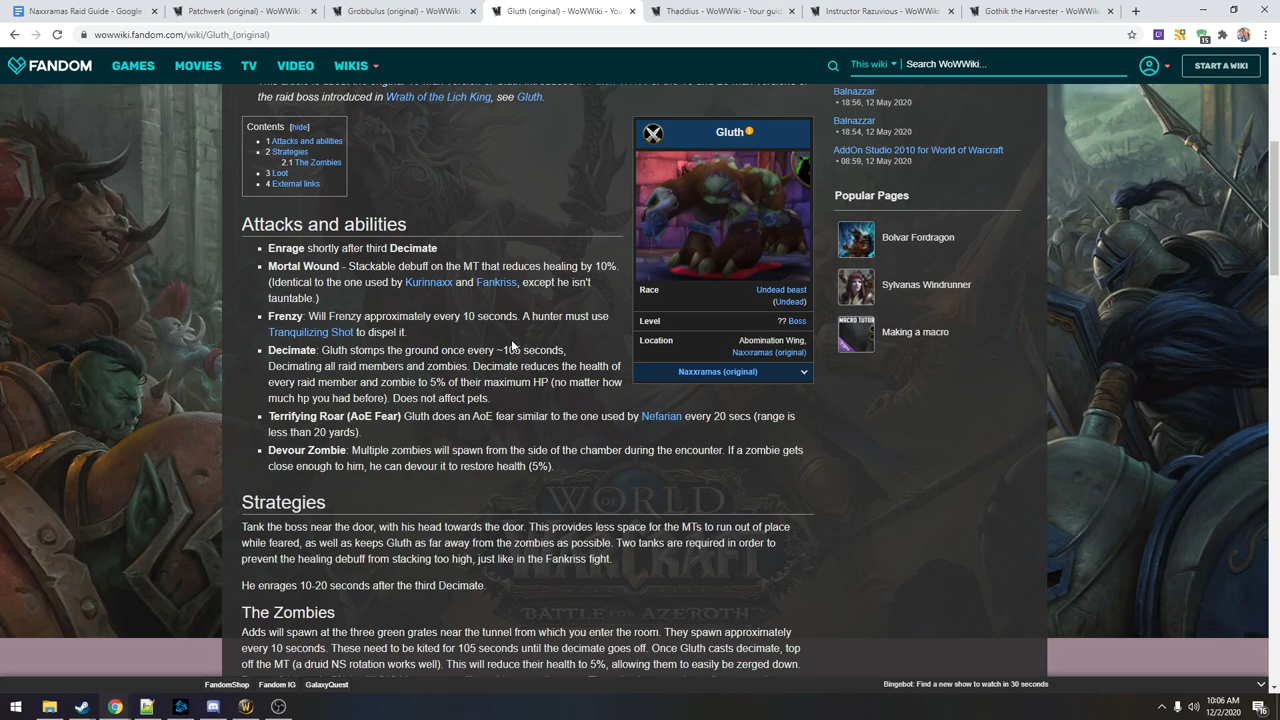 Naxxramas Raid Guide - Google
Patchwerk (original) - WoWWiki
Grobbulus (original) - WoWWiki
Gluth (original) - WoWWiki - You
Thaddius - WoWWiki - Your guid
Instructor Razuvious - WoWWiki
Gothik the Harvester - WoWWiki
wowwiki.fandom.com/wiki/Gluth_(original)
15
FANDOM
GAMES
MOVIES
TV
VIDEO
WIKIS
This wiki
Search WoWWiki...
START A WIKI
the raid boss introduced in Wrath of the Lich King, see Gluth.
Contents [hide]
1 Attacks and abilities
2 Strategies
2.1 The Zombies
3 Loot
4 External links
Gluth
Race Undead beast
(Undead)
Level ?? Boss
Location Abomination Wing,
Naxxramas (original)
Naxxramas (original)
Attacks and abilities
Enrage shortly after third Decimate
Mortal Wound - Stackable debuff on the MT that reduces healing by 10%.
(Identical to the one used by Kurinnaxx and Fankriss, except he isn't
tauntable.)
Frenzy: Will Frenzy approximately every 10 seconds. A hunter must use
Tranquilizing Shot to dispel it.
Decimate: Gluth stomps the ground once every ~105 seconds,
Decimating all raid members and zombies. Decimate reduces the health of
every raid member and zombie to 5% of their maximum HP (no matter how
much hp you had before). Does not affect pets.
Terrifying Roar (AoE Fear) Gluth does an AoE fear similar to the one used by Nefarian every 20 secs (range is
less than 20 yards).
Devour Zombie: Multiple zombies will spawn from the side of the chamber during the encounter. If a zombie gets
close enough to him, he can devour it to restore health (5%).
Strategies
Tank the boss near the door, with his head towards the door. This provides less space for the MTs to run out of place
while feared, as well as keeps Gluth as far away from the zombies as possible. Two tanks are required in order to
prevent the healing debuff from stacking too high, just like in the Fankriss fight.
He enrages 10-20 seconds after the third Decimate.
The Zombies
Adds will spawn at the three green grates near the tunnel from which you enter the room. They spawn approximately
every 10 seconds. These need to be kited for 105 seconds until the decimate goes off. Once Gluth casts decimate, top
off the MT (a druid NS rotation works well). This will reduce their health to 5%, allowing them to easily be zerged down.
Balnazzar
• 18:56, 12 May 2020
Balnazzar
• 18:54, 12 May 2020
AddOn Studio 2010 for World of Warcraft
• 08:59, 12 May 2020
Popular Pages
Bolvar Fordragon
Sylvanas Windrunner
MACRO TUTOR
Making a macro
WORLD
OF
WARCRAFT
BATTLE FOR AZEROTH
FandomShop
Fandom IG
GalaxyQuest
Bingebot: Find a new show to watch in 30 seconds
10:06 AM
12/2/2020
16